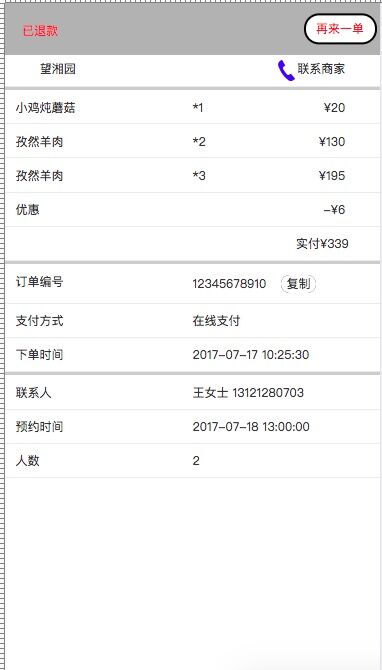 已退款 再来一单
望湘园 联系商家
小鸡炖蘑菇 *1 ¥20
孜然羊肉 *2 ¥130
孜然羊肉 *3 ¥195
优惠 -¥6
实付¥339
订单编号 12345678910 复制
支付方式 在线支付
下单时间 2017-07-17 10:25:30
联系人 王女士 13121280703
预约时间 2017-07-18 13:00:00
人数 2